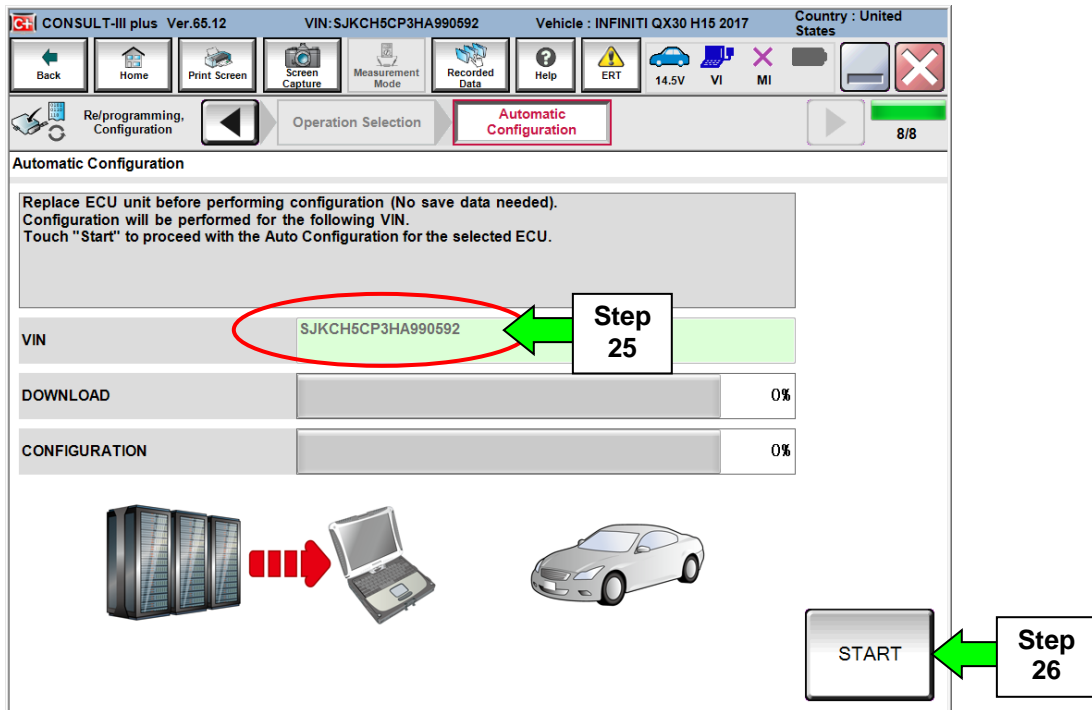 C+ CONSULT-III plus Ver.65.12 VIN:SJKCH5CP3HA990592 Vehicle : INFINITI QX30 H15 2017 Country : United
States
Back
Home
Print Screen
Screen
Capture
Measurement
Mode
Recorded
Data
Help
ERT
14.5V
VI
MI
Re/programming,
Configuration
Operation Selection
Automatic
Configuration
8/8
Automatic Configuration
Replace ECU unit before performing configuration (No save data needed).
Configuration will be performed for the following VIN.
Touch "Start" to proceed with the Auto Configuration for the selected ECU.
VIN
SJKCH5CP3HA990592
Step
25
DOWNLOAD
0%
CONFIGURATION
0%
START
Step
26